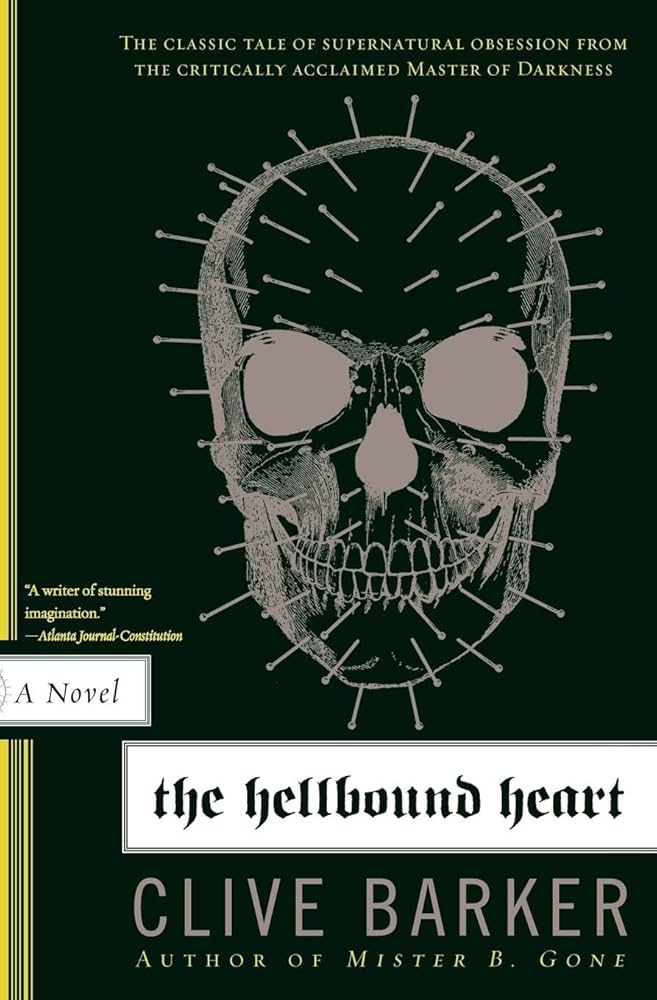 THE CLASSIC TALE OF SUPERNATURAL OBSESSION FROM
THE CRITICALLY ACCLAIMED MASTER OF DARKNESS
“A writer of stunning
imagination.”
—Atlanta Journal-Constitution
A Novel
the hellbound heart
CLIVE BARKER
AUTHOR OF MISTER B. GONE